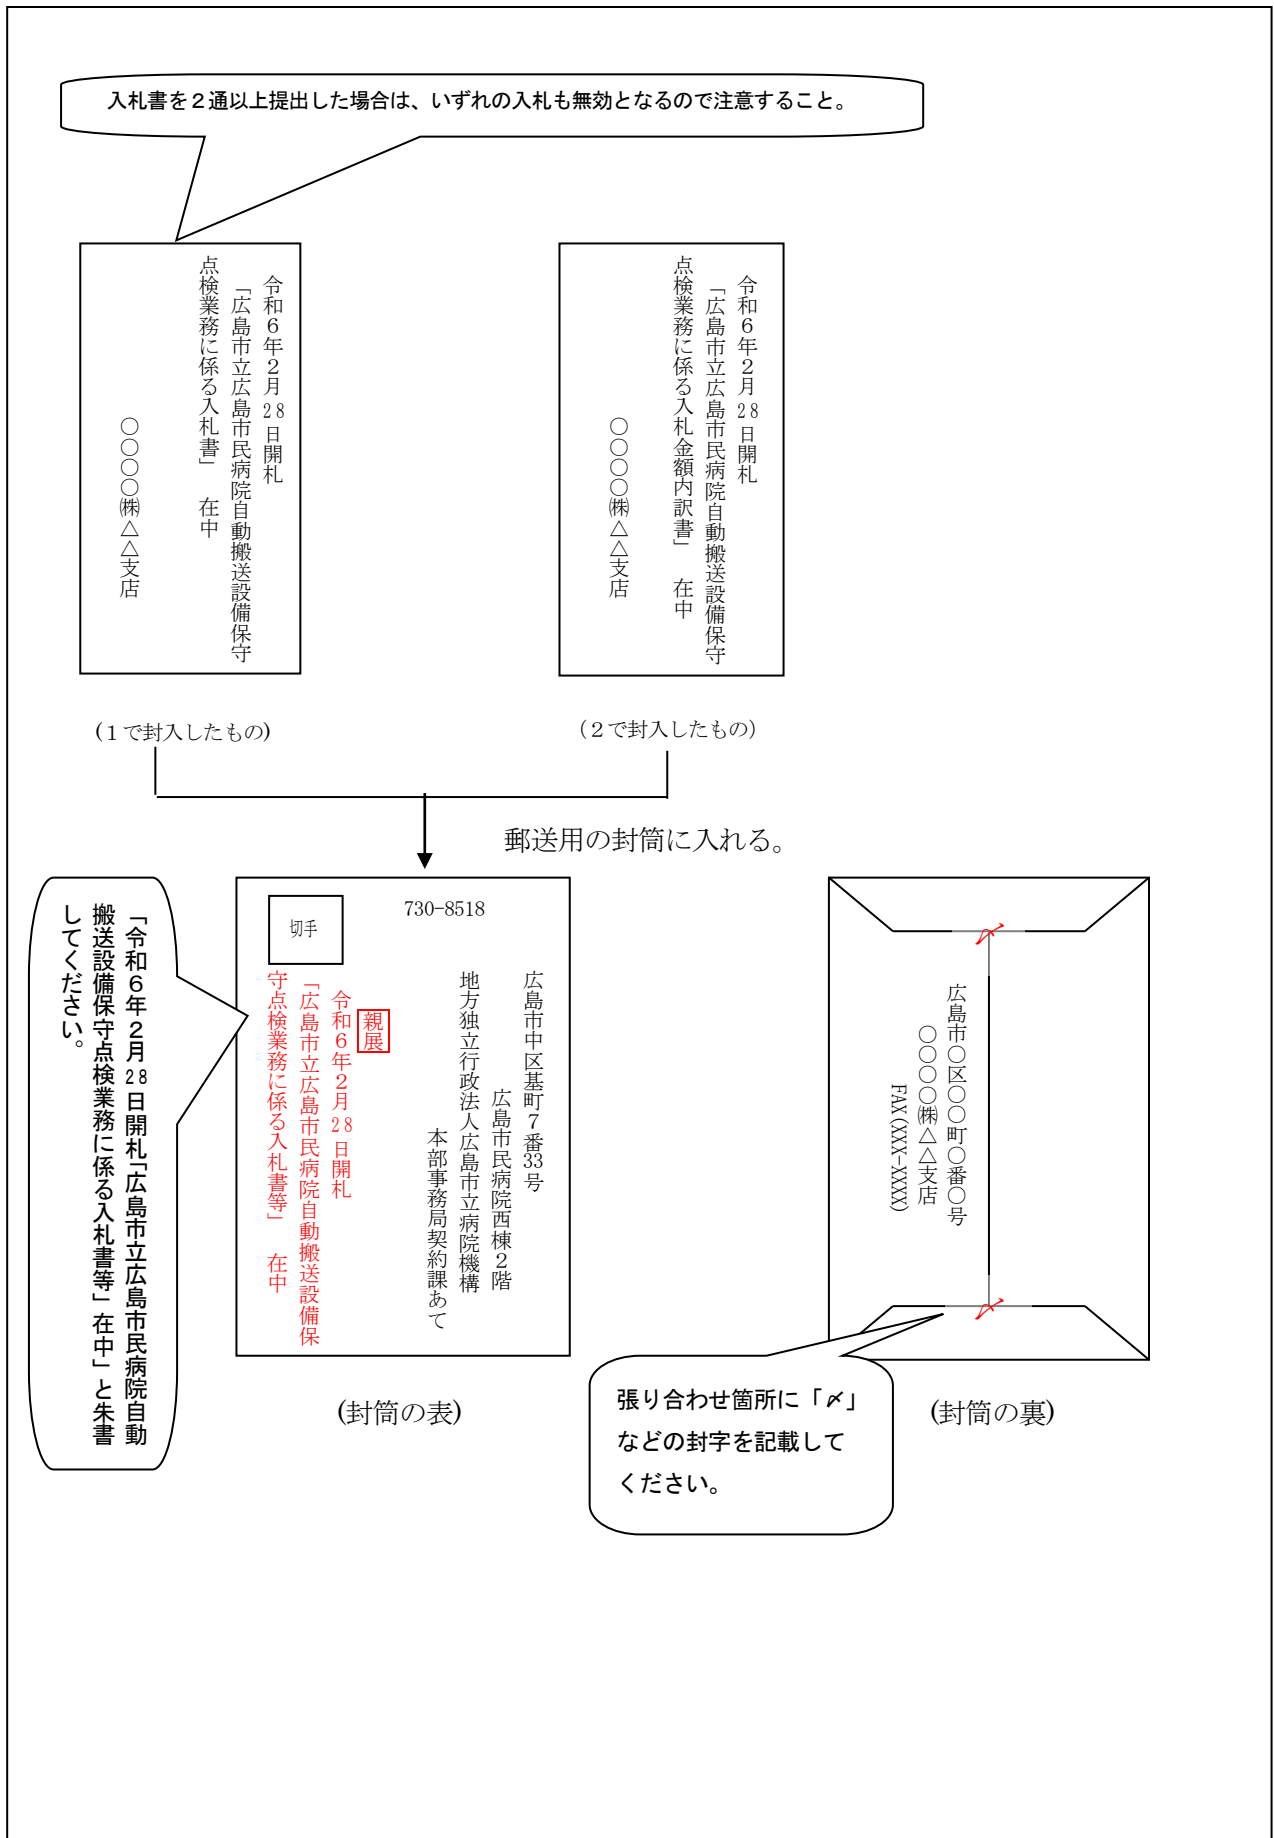 入札書を２通以上提出した場合は、いずれの入札も無効となるので注意すること。
令和６年２月28日開札
「広島市立広島市民病院自動搬送設備保守
点検業務に係る入札書」　在中
〇〇〇〇㈱△△支店
令和６年２月28日開札
「広島市立広島市民病院自動搬送設備保守
点検業務に係る入札金額内訳書」　在中
〇〇〇〇㈱△△支店
(１で封入したもの)
（２で封入したもの）
郵送用の封筒に入れる。
「令和６年２月28日開札「広島市立広島市民病院自動
搬送設備保守点検業務に係る入札書等」在中」と朱書
してください。
切手
730-8518
広島市中区基町７番33号
広島市民病院西棟２階
地方独立行政法人広島市立病院機構
本部事務局契約課あて
親展
令和６年２月28日開札
「広島市立広島市民病院自動搬送設備保
守点検業務に係る入札書等」　在中
(封筒の表)
〆
広島市〇区〇〇町〇番〇号
〇〇〇〇㈱△△支店
FAX(XXX-XXXX)
〆
張り合わせ箇所に「〆」
などの封字を記載して
ください。
(封筒の裏)